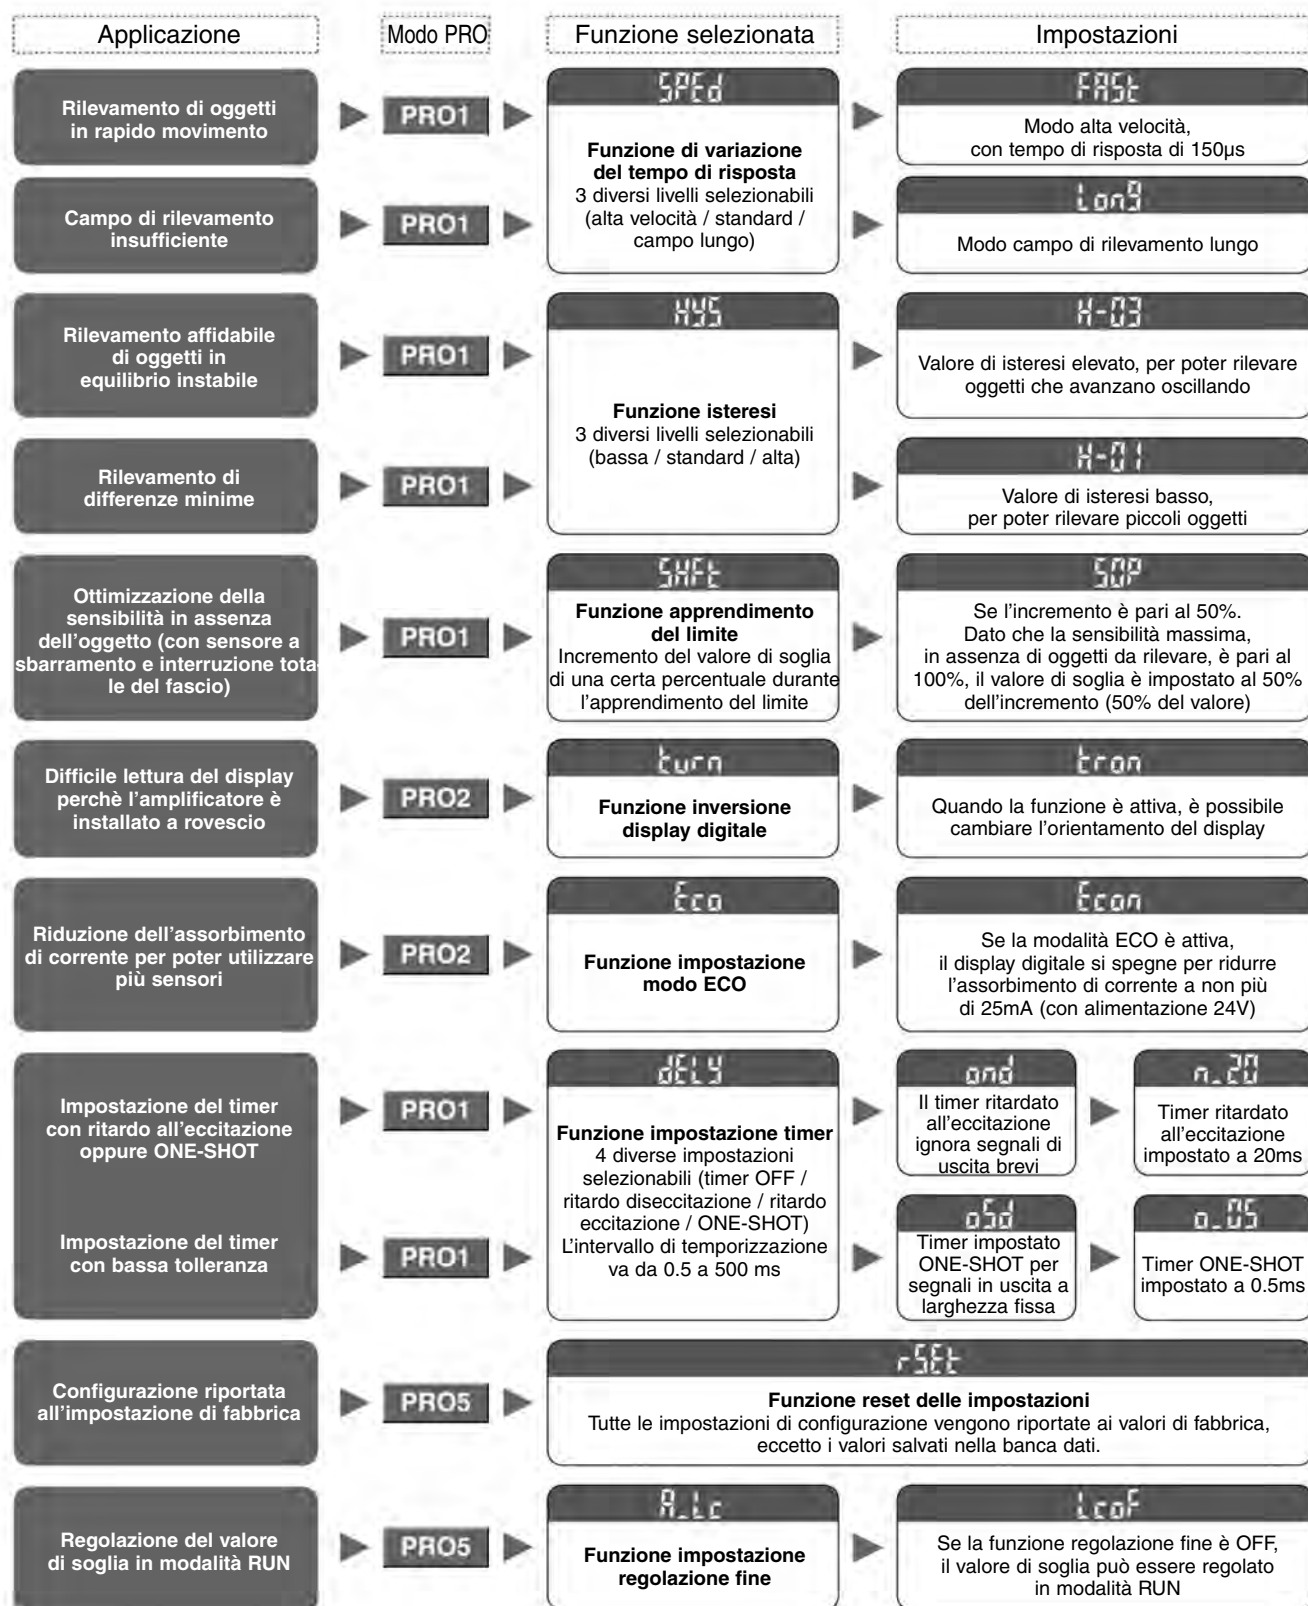 Applicazione
Modo PRO
Funzione selezionata
Impostazioni
Rilevamento di oggetti
in rapido movimento
PRO1
SPEd
Funzione di variazione
del tempo di risposta
3 diversi livelli selezionabili
(alta velocità / standard /
campo lungo)
FASt
Modo alta velocità,
con tempo di risposta di 150µs
Campo di rilevamento
insufficiente
PRO1
Long
Modo campo di rilevamento lungo
Rilevamento affidabile
di oggetti in
equilibrio instabile
PRO1
HYS
Funzione isteresi
3 diversi livelli selezionabili
(bassa / standard / alta)
H-03
Valore di isteresi elevato, per poter rilevare
oggetti che avanzano oscillando
Rilevamento di
differenze minime
PRO1
H-01
Valore di isteresi basso,
per poter rilevare piccoli oggetti
Ottimizzazione della
sensibilità in assenza
dell'oggetto (con sensore a
sbarramento e interruzione tota-
le del fascio)
PRO1
SHFt
Funzione apprendimento
del limite
Incremento del valore di soglia
di una certa percentuale durante
l'apprendimento del limite
50P
Se l'incremento è pari al 50%.
Dato che la sensibilità massima,
in assenza di oggetti da rilevare, è pari al
100%, il valore di soglia è impostato al 50%
dell'incremento (50% del valore)
Difficile lettura del display
perchè l'amplificatore è
installato a rovescio
PRO2
turn
Funzione inversione
display digitale
tron
Quando la funzione è attiva, è possibile
cambiare l'orientamento del display
Riduzione dell'assorbimento
di corrente per poter utilizzare
più sensori
PRO2
Eco
Funzione impostazione
modo ECO
Econ
Se la modalità ECO è attiva,
il display digitale si spegne per ridurre
l'assorbimento di corrente a non più
di 25mA (con alimentazione 24V)
Impostazione del timer
con ritardo all'eccitazione
oppure ONE-SHOT
PRO1
dELY
Funzione impostazione timer
4 diverse impostazioni
selezionabili (timer OFF /
ritardo diseccitazione / ritardo
eccitazione / ONE-SHOT)
L'intervallo di temporizzazione
va da 0.5 a 500 ms
ond
Il timer ritardato
all'eccitazione
ignora segnali di
uscita brevi
n_20
Timer ritardato
all'eccitazione
impostato a 20ms
Impostazione del timer
con bassa tolleranza
PRO1
oSd
Timer impostato
ONE-SHOT per
segnali in uscita a
larghezza fissa
o_05
Timer ONE-SHOT
impostato a 0.5ms
Configurazione riportata
all'impostazione di fabbrica
PRO5
rSEt
Funzione reset delle impostazioni
Tutte le impostazioni di configurazione vengono riportate ai valori di fabbrica,
eccetto i valori salvati nella banca dati.
Regolazione del valore
di soglia in modalità RUN
PRO5
A_Lc
Funzione impostazione
regolazione fine
LcoF
Se la funzione regolazione fine è OFF,
il valore di soglia può essere regolato
in modalità RUN